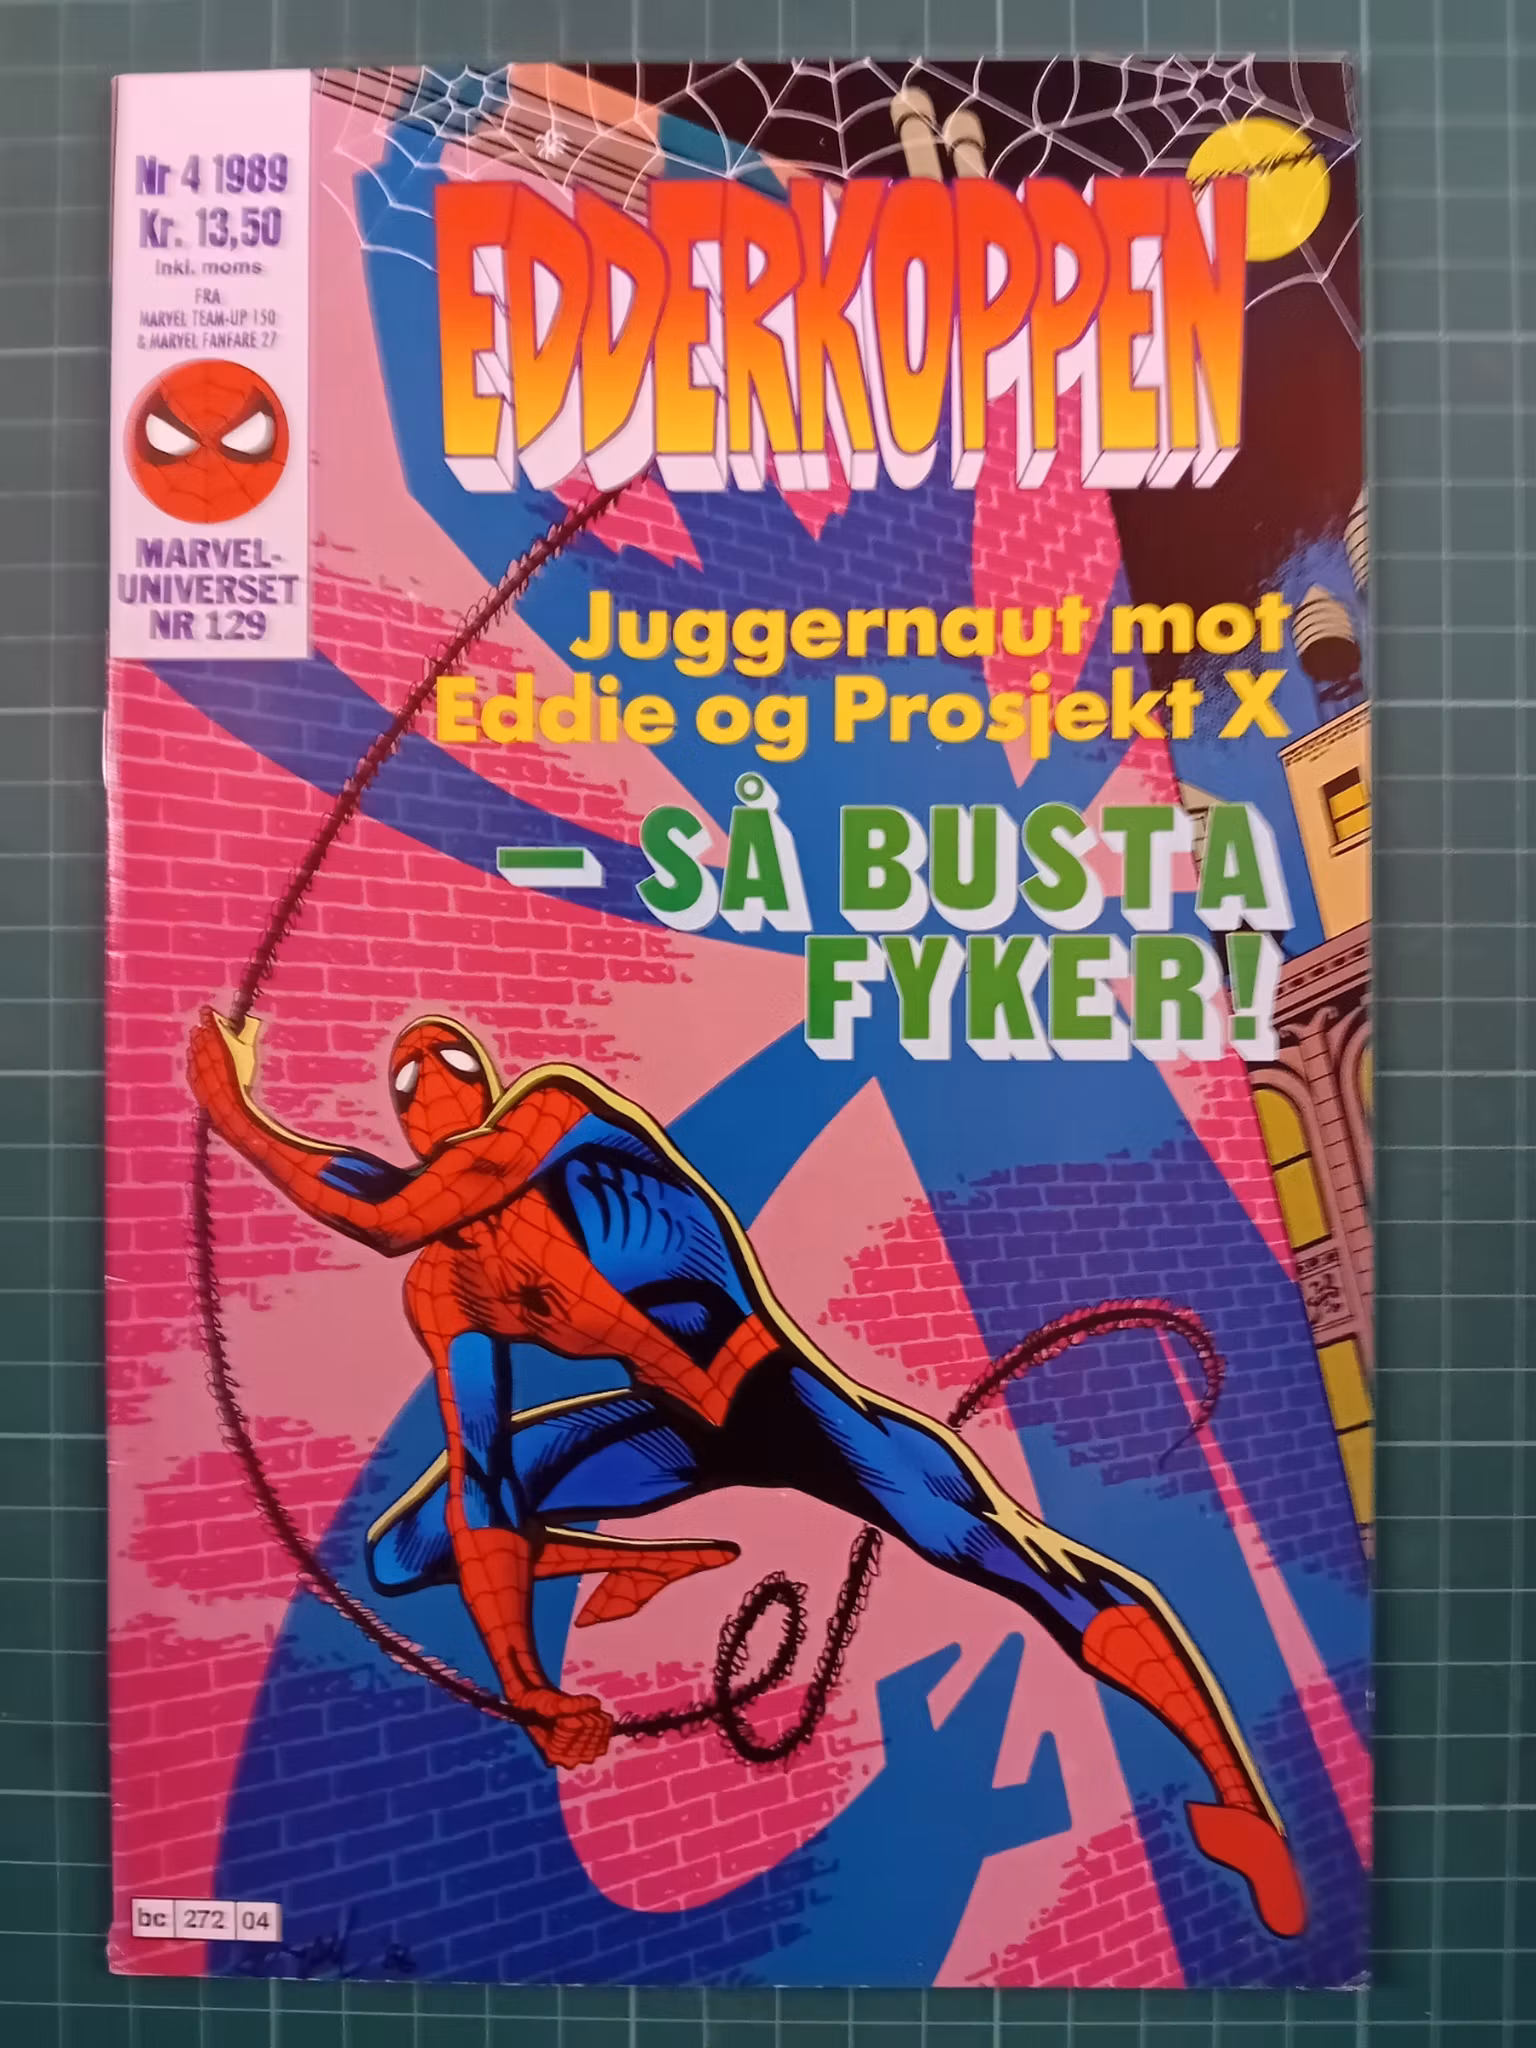 Nr 4 1989
Kr. 13,50
Inkl. moms
FRA
MARVEL TEAM-UP 150
& MARVEL FANFARE 27
MARVEL-
UNIVERSET
NR 129
EDDERKOPPEN
Juggernaut mot
Eddie og Prosjekt X
– SÅ BUSTA
FYKER!
bc 272 04